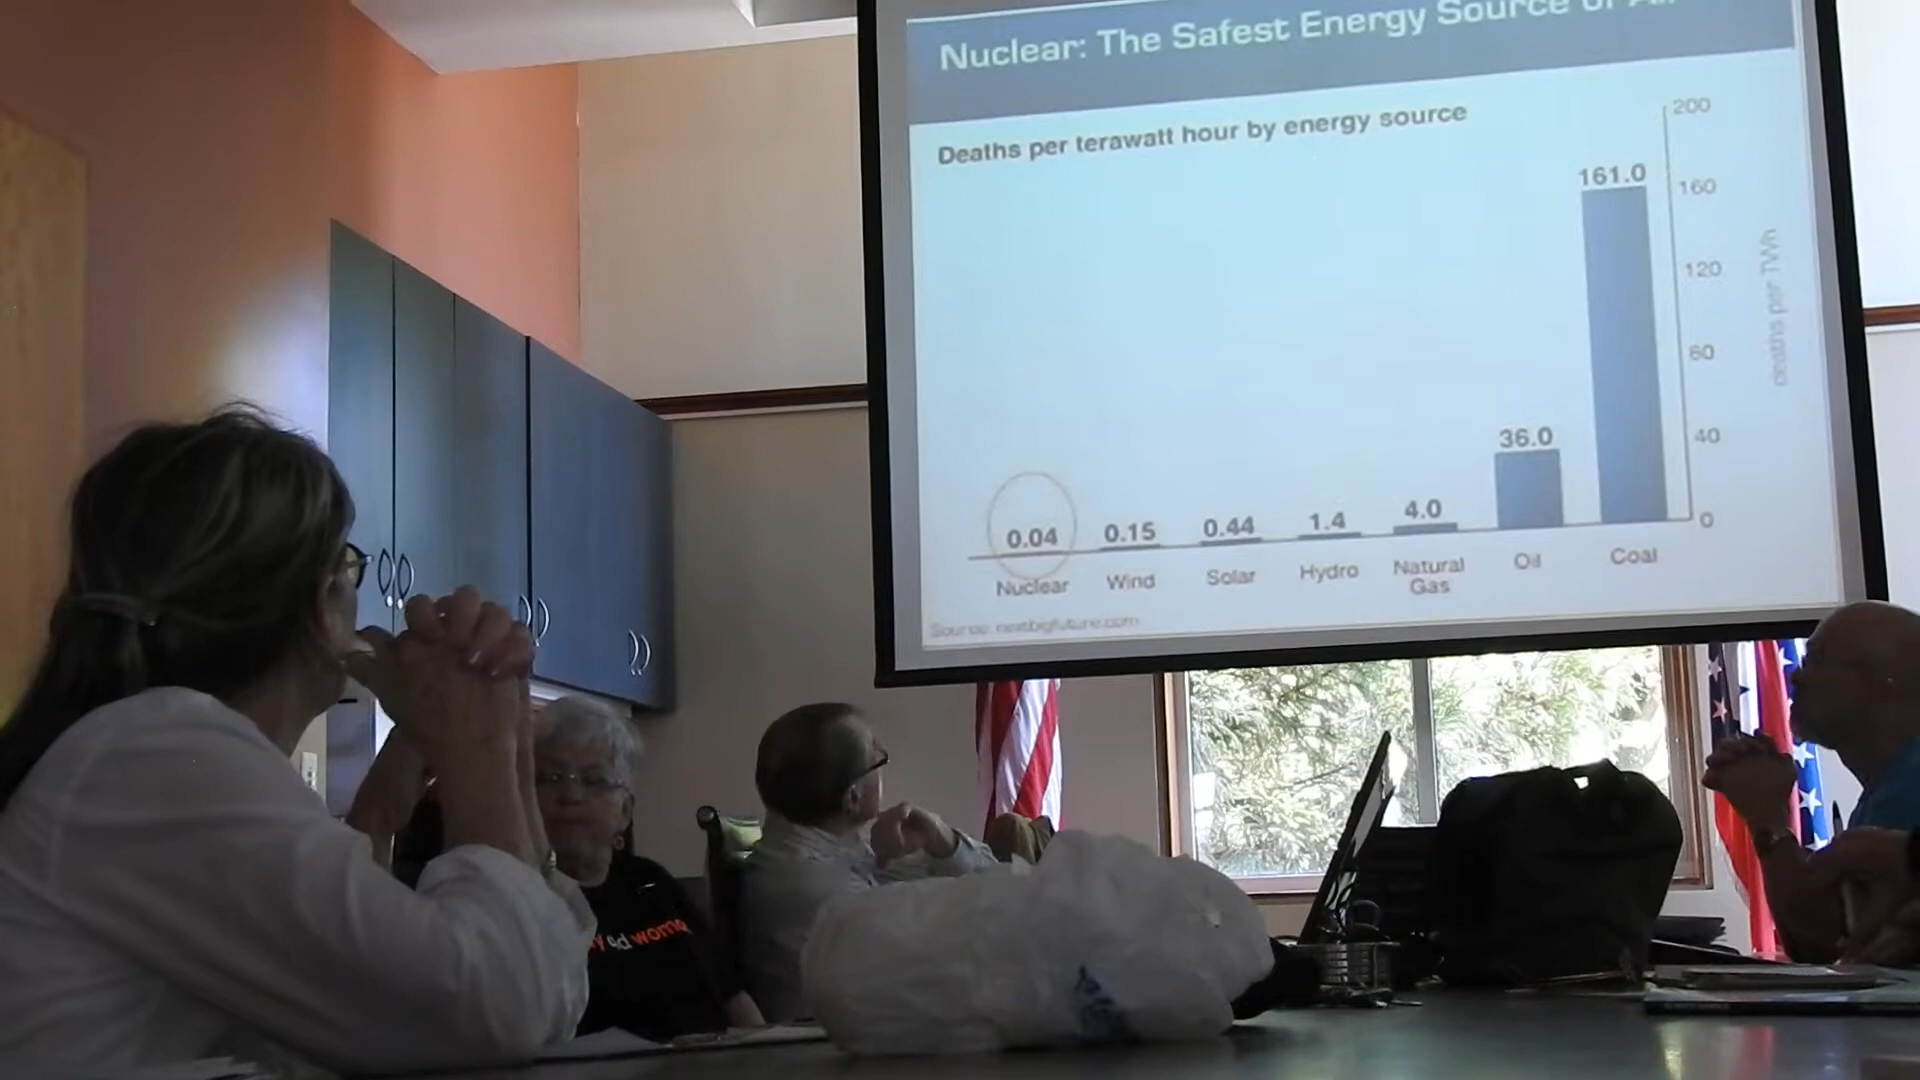 Nuclear: The Safest Energy Source of
Deaths per terawatt hour by energy source
200
161.0
160
120
60
36.0
40
0.04
0.15
0.44
1.4
4.0
0
Nuclear
Wind
Solar
Hydro
Natural
Gas
Oil
Coal
deaths per TWh
Source: nextbigfuture.com